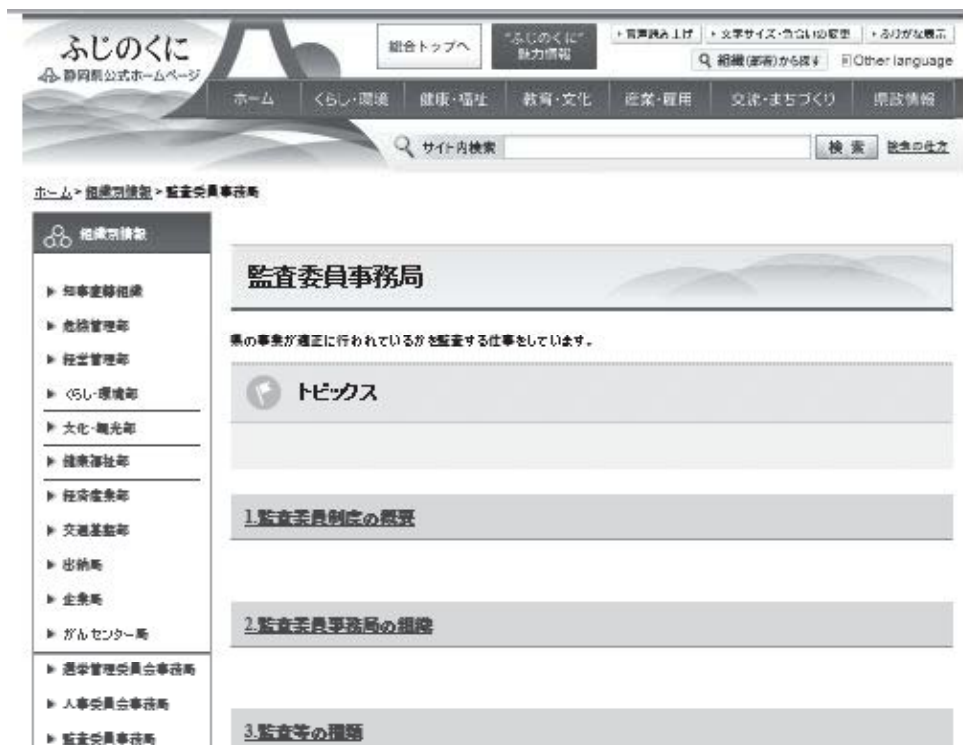 ふじのくに
静岡県公式ホームページ
総合トップへ
"ふじのくに"
魅力情報
音声読み上げ
文字サイズ・色合いの変更
ふりがな表示
組織(部署)から探す
Other language
ホーム
くらし・環境
健康・福祉
教育・文化
産業・雇用
交流・まちづくり
県政情報
サイト内検索
検 索
検索の仕方
ホーム > 組織別情報 > 監査委員事務局
組織別情報
知事直轄組織
危機管理部
経営管理部
くらし・環境部
文化・観光部
健康福祉部
経済産業部
交通基盤部
出納局
企業局
がんセンター局
選挙管理委員会事務局
人事委員会事務局
監査委員事務局
監査委員事務局
県の事業が適正に行われているかを監査する仕事をしています。
トピックス
1.監査委員制度の概要
2.監査委員事務局の組織
3.監査等の種類